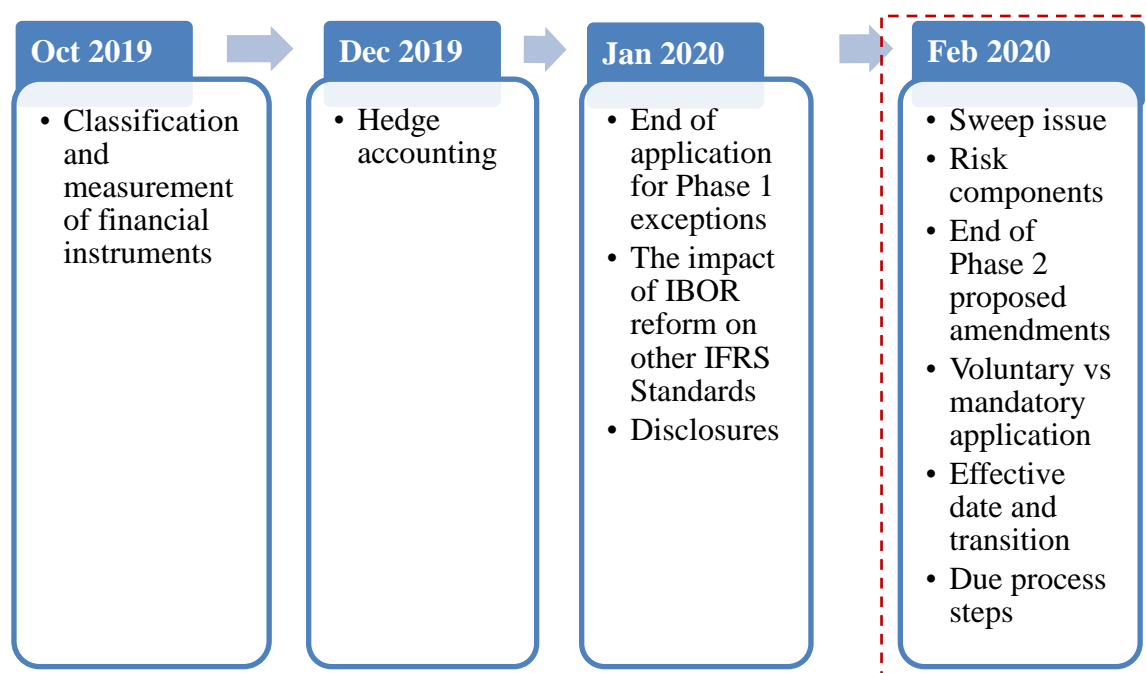 Oct 2019
• Classification
and
measurement
of financial
instruments
Dec 2019
• Hedge
accounting
Jan 2020
• End of
application
for Phase 1
exceptions
• The impact
of IBOR
reform on
other IFRS
Standards
• Disclosures
Feb 2020
• Sweep issue
• Risk
components
• End of
Phase 2
proposed
amendments
• Voluntary vs
mandatory
application
• Effective
date and
transition
• Due process
steps